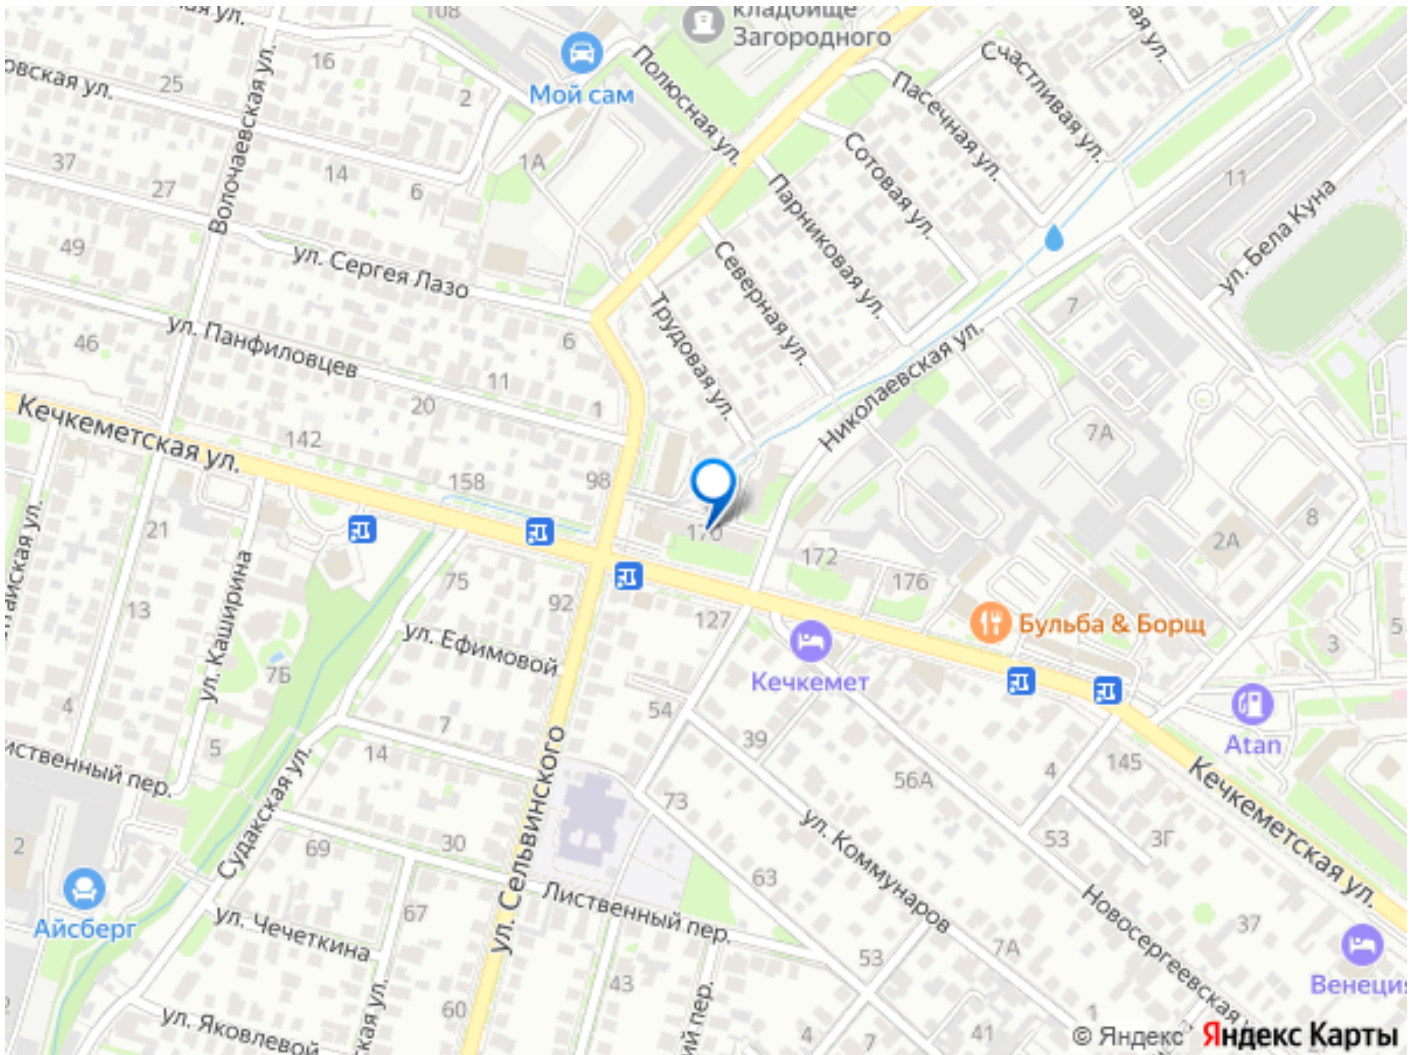 108
кладбище
Загородного
16
Мой сам
Полюсная ул.
Счастливая ул.
Пасечная ул.
25
2
Волочаевская ул.
Сотовая ул.
1А
37
27
14
6
Парниковая ул.
11
ул. Бела Куна
49
ул. Сергея Лазо
Северная ул.
Трудовая ул.
7
46
ул. Панфиловцев
6
Николаевская ул.
11
20
1
Кечкеметская ул.
142
7А
158
98
21
170
8
2А
172
176
75
92
127
13
ул. Каширина
ул. Ефимовой
Бульба & Борщ
3
5
7Б
Кечкемет
4
7
54
Atan
5
14
39
56А
4
145
Кечкеметская ул.
Судакская ул.
ул. Сельвинского
73
53
3Г
2
69
30
ул. Коммунаров
63
Айсберг
67
Лиственный пер.
Новосергеевская
37
ул. Чечеткина
7А
53
Венеция
43
60
ул. Яковлевой
4
7
41
1
© Яндекс Яндекс Карты